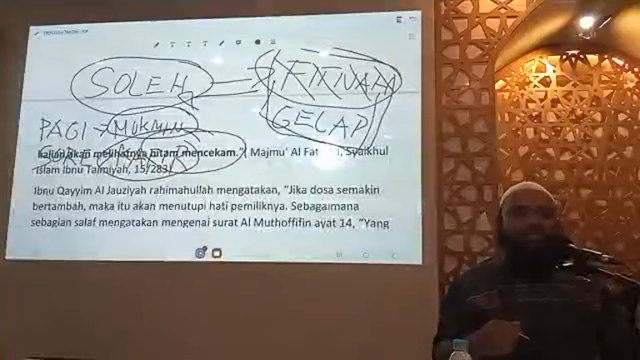 SOLEH FITNAH
GELAP
PAGI → MUKMIN
kalian akan melihatnya hitam mencekam." ( Majmu' Al Fat Syaikhul
Islam Ibnu Taimiyah, 15/283)
Ibnu Qayyim Al Jauziyah rahimahullah mengatakan, "Jika dosa semakin
bertambah, maka itu akan menutupi hati pemiliknya. Sebagaimana
sebagian salaf mengatakan mengenai surat Al Muthoffifin ayat 14, "Yang